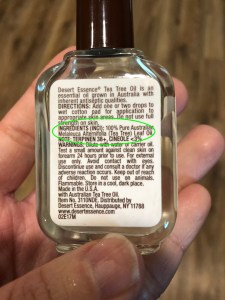 Desert Essence® Tea Tree Oil is an
essential oil grown in Australia with
inherent antiseptic qualities.
DIRECTIONS: Add one or two drops to
wet cotton pad for application to
appropriate skin areas. Do not use full
strength on skin.
INGREDIENTS (INCI): 100% Pure Australian
Melaleuca Alternifolia (Tea Tree) Leaf Oil.
NOTE: TERPINEN 38+, CINEOLE <3%.
WARNINGS: Dilute with water or carrier oil.
Test a small amount against clean skin on
forearm 24 hours prior to use. For external
use only. Avoid contact with eyes.
Discontinue use and consult a doctor if any
adverse reaction occurs. Keep out of reach
of children. Do not use on animals.
Flammable. Store in a cool, dark place.
Made in the U.S.A.
with Australian Tea Tree Oil.
Item No. 3110NDE. Distributed by
Desert Essence, Hauppauge, NY 11788
www.desertessence.com
02E17M